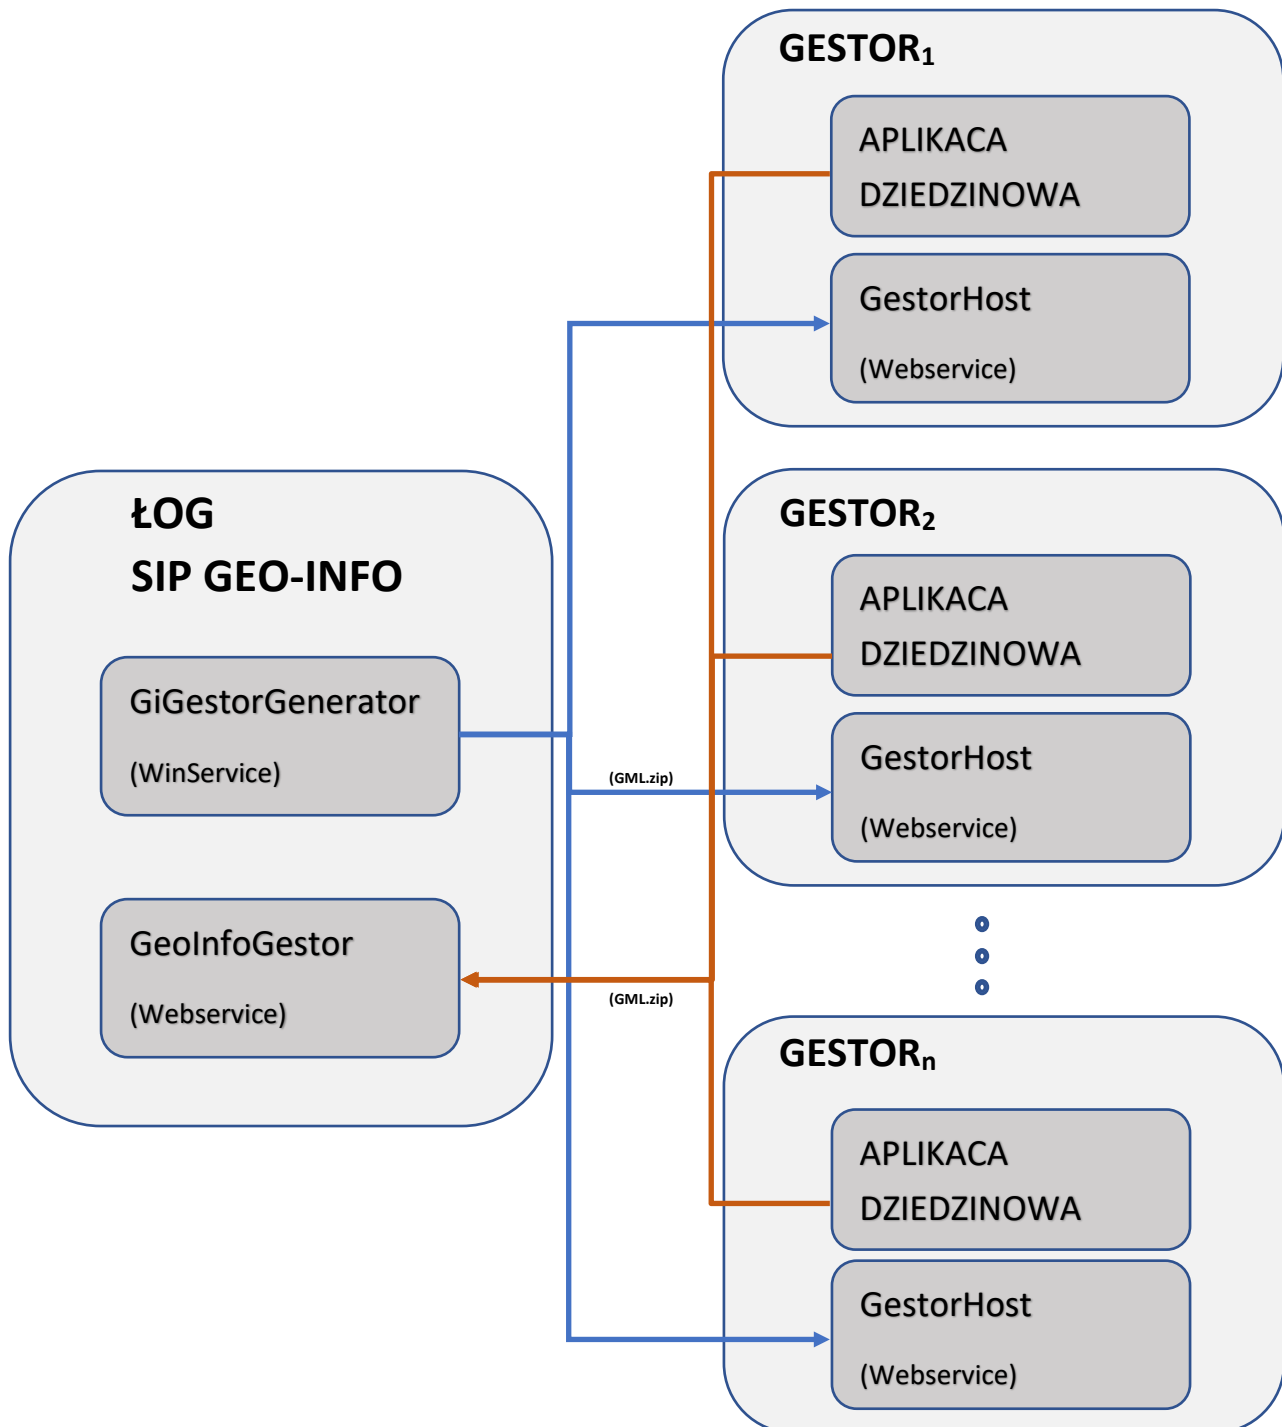 GESTOR₁
APLIKACA
DZIEDZINOWA
GestorHost
(Webservice)
ŁOG
SIP GEO-INFO
GiGestorGenerator
(WinService)
GeoInfoGestor
(Webservice)
(GML.zip)
(GML.zip)
GESTOR₂
APLIKACA
DZIEDZINOWA
GestorHost
(Webservice)
GESTORₙ
APLIKACA
DZIEDZINOWA
GestorHost
(Webservice)